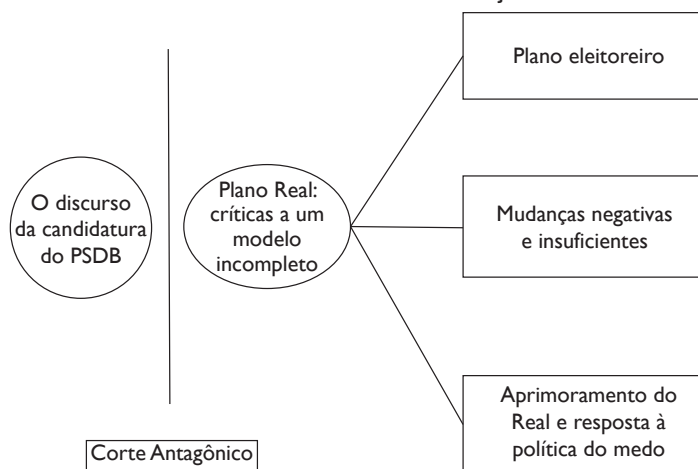 Plano eleitoreiro
O discurso
da candidatura
do PSDB
Plano Real:
críticas a um
modelo
incompleto
Mudanças negativas
e insuficientes
Aprimoramento do
Real e resposta à
política do medo
Corte Antagônico